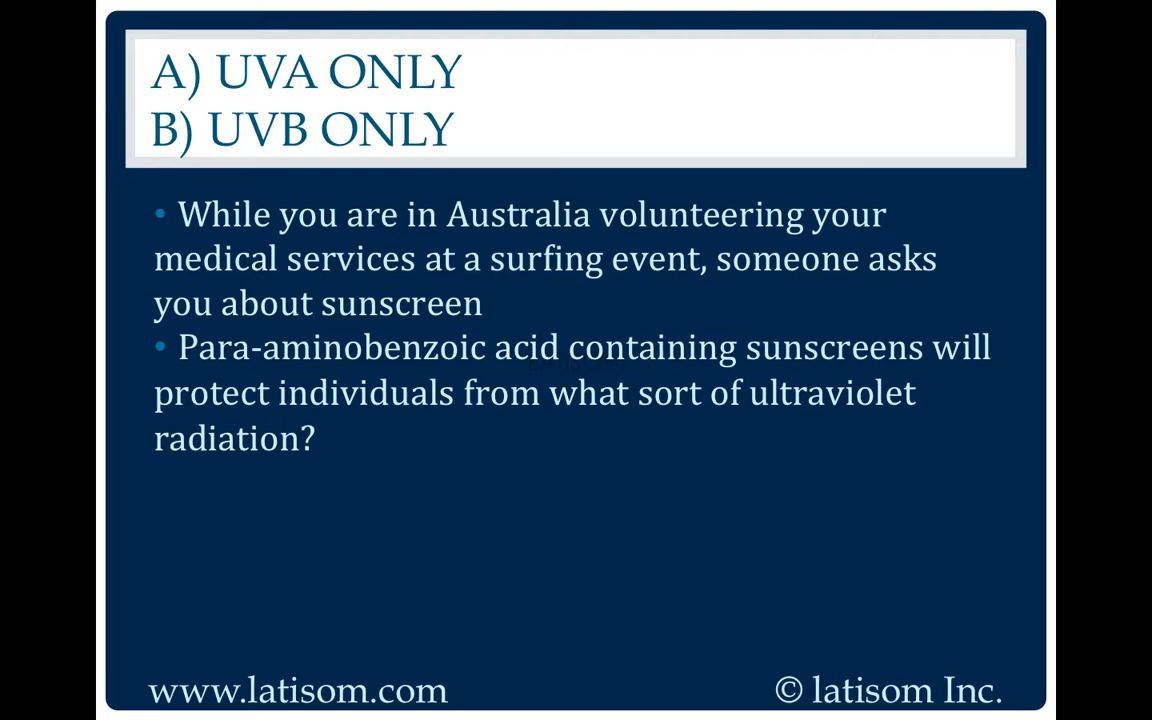 A) UVA ONLY
B) UVB ONLY
• While you are in Australia volunteering your
medical services at a surfing event, someone asks
you about sunscreen
• Para-aminobenzoic acid containing sunscreens will
protect individuals from what sort of ultraviolet
radiation?
www.latisom.com
© latisom Inc.